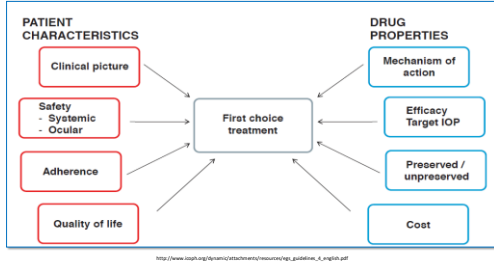 PATIENT
CHARACTERISTICS
Clinical picture
Safety
- Systemic
- Ocular
Adherence
Quality of life
First choice
treatment
DRUG
PROPERTIES
Mechanism of
action
Efficacy
Target IOP
Preserved /
unpreserved
Cost
http://www.icoph.org/dynamic/attachments/resources/egs_guidelines_4_english.pdf